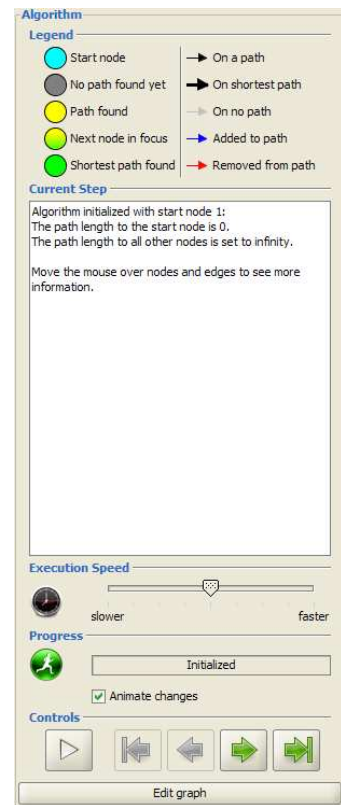 Algorithm
Legend
Start node
On a path
No path found yet
On shortest path
Path found
On no path
Next node in focus
Added to path
Shortest path found
Removed from path
Current Step
Algorithm initialized with start node 1:
The path length to the start node is 0.
The path length to all other nodes is set to infinity.
Move the mouse over nodes and edges to see more
information.
Execution Speed
slower
faster
Progress
Initialized
Animate changes
Controls
Edit graph